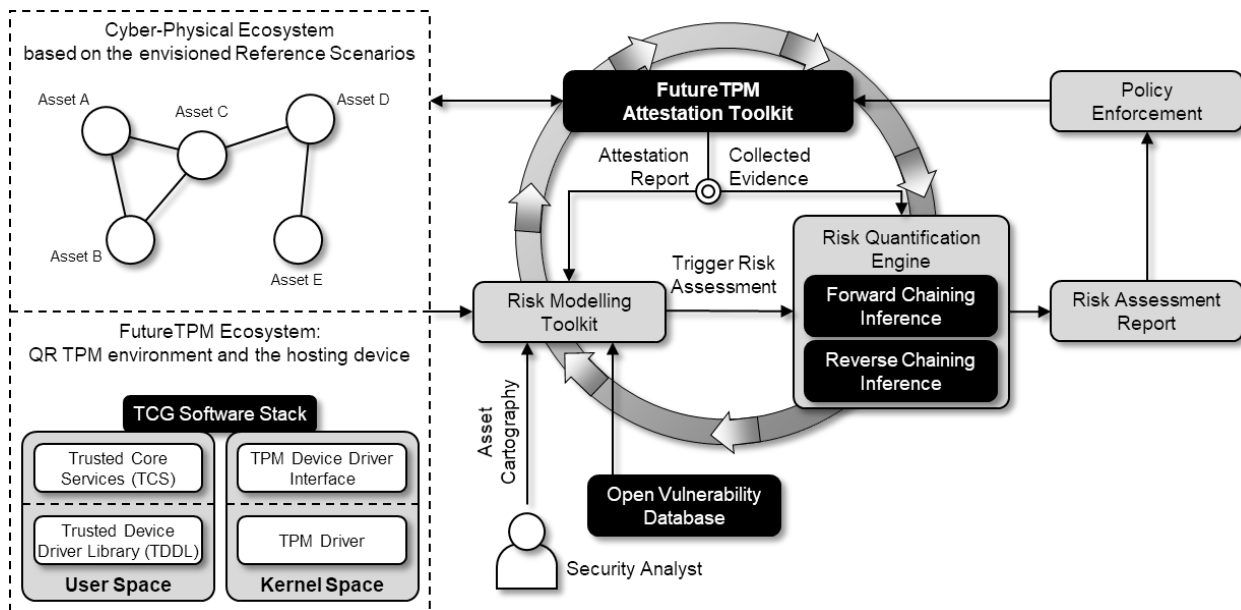 Cyber-Physical Ecosystem
based on the envisioned Reference Scenarios
Asset A
Asset C
Asset D
Asset B
Asset E
FutureTPM Ecosystem:
QR TPM environment and the hosting device
TCG Software Stack
Trusted Core
Services (TCS)
Trusted Device
Driver Library (TDDL)
User Space
TPM Device Driver
Interface
TPM Driver
Kernel Space
FutureTPM
Attestation Toolkit
Attestation
Report
Collected
Evidence
Risk Modelling
Toolkit
Trigger Risk
Assessment
Risk Quantification
Engine
Forward Chaining
Inference
Reverse Chaining
Inference
Policy
Enforcement
Risk Assessment
Report
Asset
Cartography
Open Vulnerability
Database
Security Analyst